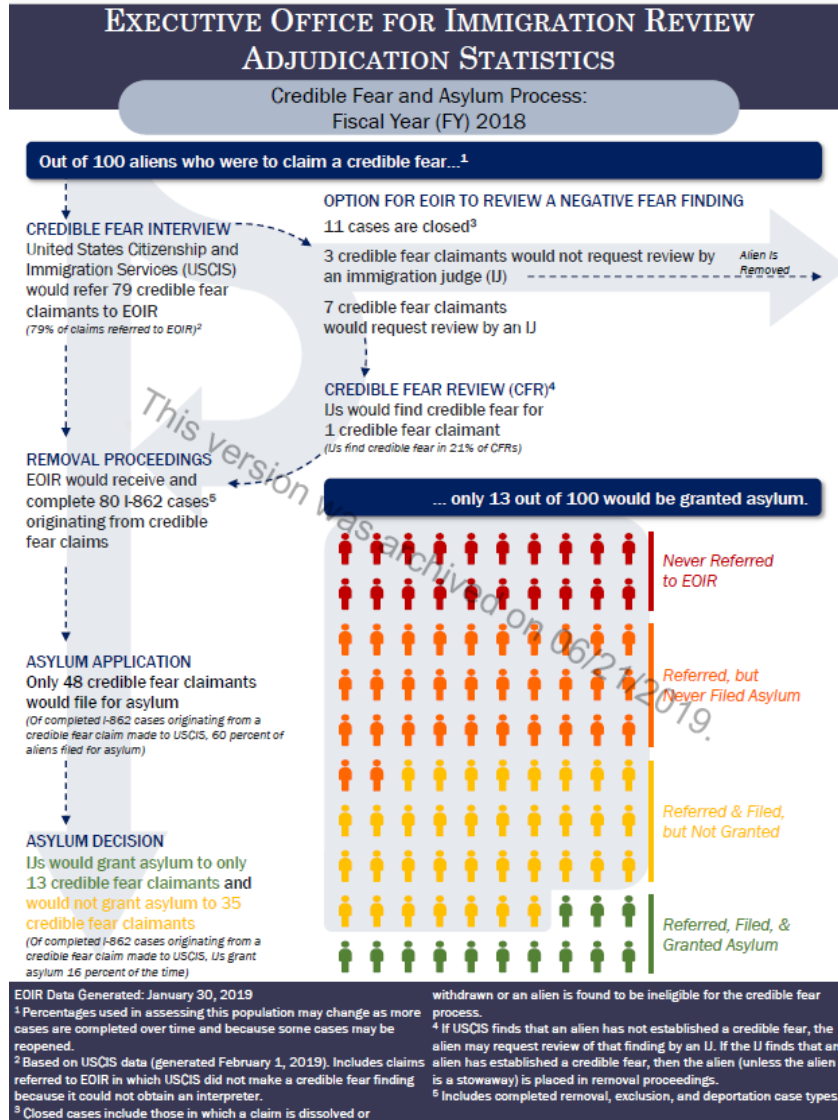 EXECUTIVE OFFICE FOR IMMIGRATION REVIEW
ADJUDICATION STATISTICS
Credible Fear and Asylum Process:
Fiscal Year (FY) 2018
Out of 100 aliens who were to claim a credible fear...¹
CREDIBLE FEAR INTERVIEW
United States Citizenship and
Immigration Services (USCIS)
would refer 79 credible fear
claimants to EOIR
(79% of claims referred to EOIR)²
OPTION FOR EOIR TO REVIEW A NEGATIVE FEAR FINDING
11 cases are closed³
3 credible fear claimants would not request review by
an immigration judge (IJ)
Alien Is
Removed
7 credible fear claimants
would request review by an IJ
CREDIBLE FEAR REVIEW (CFR)⁴
IJs would find credible fear for
1 credible fear claimant
(IJs find credible fear in 21% of CFRs)
REMOVAL PROCEEDINGS
EOIR would receive and
complete 80 I-862 cases⁵
originating from credible
fear claims
ASYLUM APPLICATION
Only 48 credible fear claimants
would file for asylum
(Of completed I-862 cases originating from a
credible fear claim made to USCIS, 60 percent of
aliens filed for asylum)
ASYLUM DECISION
IJs would grant asylum to only
13 credible fear claimants and
would not grant asylum to 35
credible fear claimants
(Of completed I-862 cases originating from a
credible fear claim made to USCIS, IJs grant
asylum 16 percent of the time)
... only 13 out of 100 would be granted asylum.
Never Referred
to EOIR
Referred, but
Never Filed Asylum
Referred & Filed,
but Not Granted
Referred, Filed, &
Granted Asylum
This version was archived on 06/21/2019.
EOIR Data Generated: January 30, 2019
¹ Percentages used in assessing this population may change as more
cases are completed over time and because some cases may be
reopened.
² Based on USCIS data (generated February 1, 2019). Includes claims
referred to EOIR in which USCIS did not make a credible fear finding
because it could not obtain an interpreter.
³ Closed cases include those in which a claim is dissolved or
withdrawn or an alien is found to be ineligible for the credible fear
process.
⁴ If USCIS finds that an alien has not established a credible fear, the
alien may request review of that finding by an IJ. If the IJ finds that an
alien has established a credible fear, then the alien (unless the alien
is a stowaway) is placed in removal proceedings.
⁵ Includes completed removal, exclusion, and deportation case types